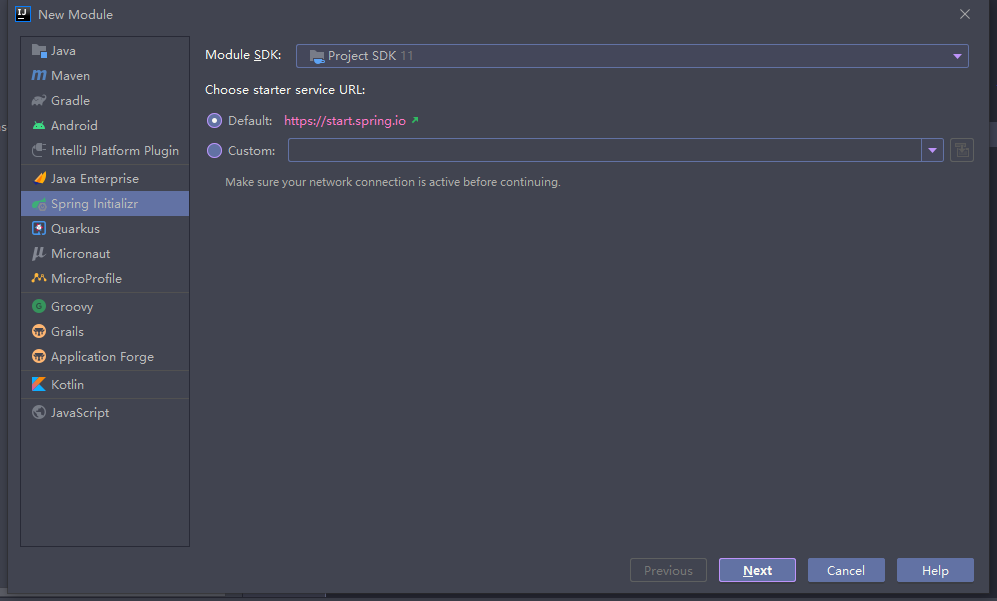 New Module
Java
Maven
Gradle
Android
IntelliJ Platform Plugin
Java Enterprise
Spring Initializr
Quarkus
Micronaut
MicroProfile
Groovy
Grails
Application Forge
Kotlin
JavaScript
Module SDK: Project SDK 11
Choose starter service URL:
Default: https://start.spring.io
Custom:
Make sure your network connection is active before continuing.
Previous Next Cancel Help